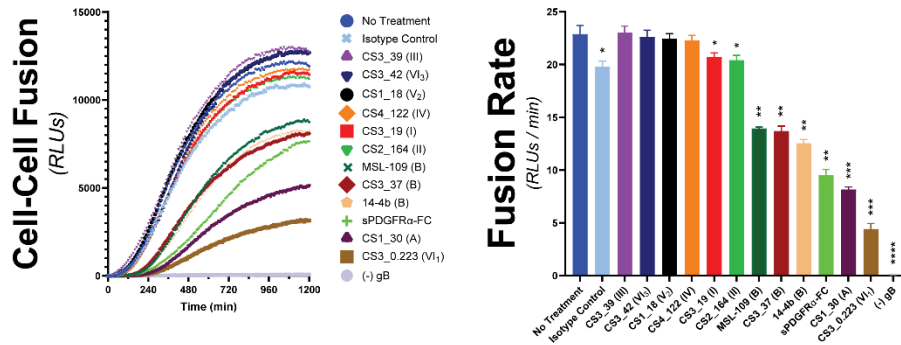 Cell-Cell Fusion
(RLUs)
15000
10000
5000
0
0
240
480
720
960
1200
Time (min)
No Treatment
Isotype Control
CS3_39 (III)
CS3_42 (VI3)
CS1_18 (V2)
CS4_122 (IV)
CS3_19 (I)
CS2_164 (II)
MSL-109 (B)
CS3_37 (B)
14-4b (B)
sPDGFRα-FC
CS1_30 (A)
CS3_0.223 (VI1)
(-) gB
Fusion Rate
(RLUs / min)
25
20
15
10
5
0
*
*
*
**
**
**
**
***
***
****
No Treatment
Isotype Control
CS3_39 (III)
CS3_42 (VI3)
CS1_18 (V2)
CS4_122 (IV)
CS3_19 (I)
CS2_164 (II)
MSL-109 (B)
CS3_37 (B)
14-4b (B)
sPDGFRα-FC
CS1_30 (A)
CS3_0.223 (VI1)
(-) gB